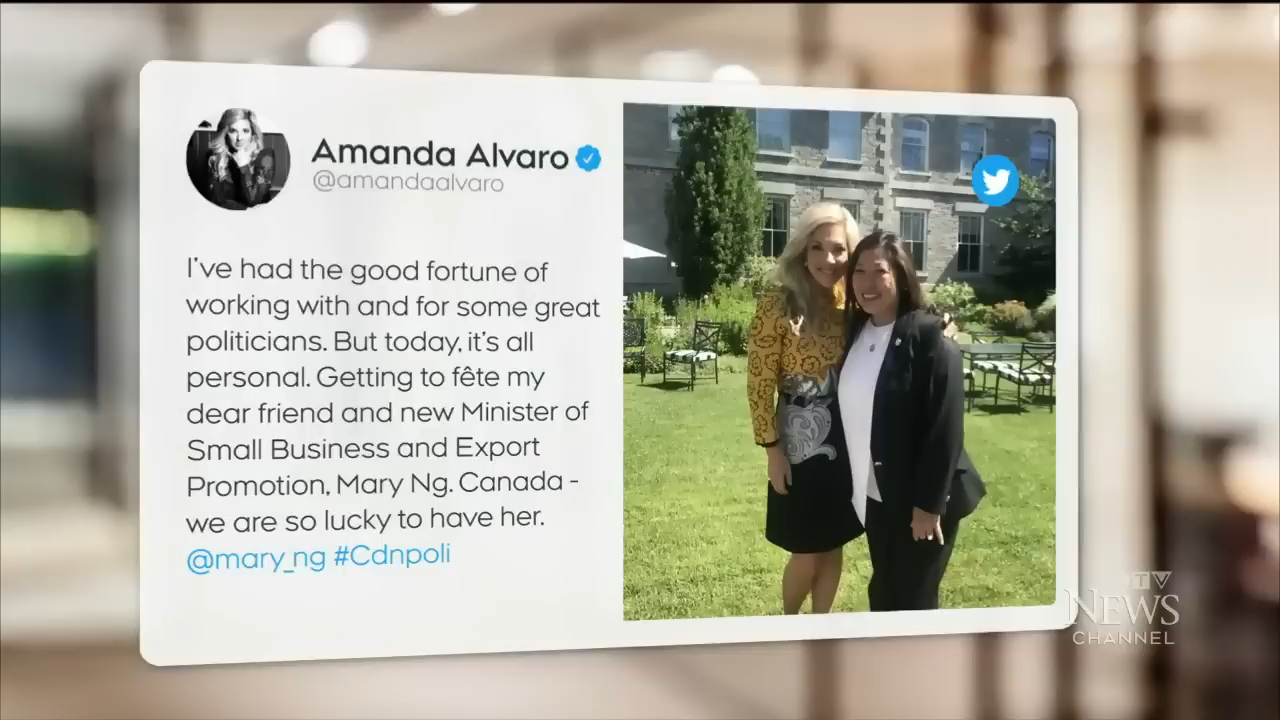 Amanda Alvaro
@amandaalvaro
I've had the good fortune of
working with and for some great
politicians. But today, it's all
personal. Getting to fête my
dear friend and new Minister of
Small Business and Export
Promotion, Mary Ng. Canada -
we are so lucky to have her.
@mary_ng #Cdnpoli
TV
NEWS
CHANNEL